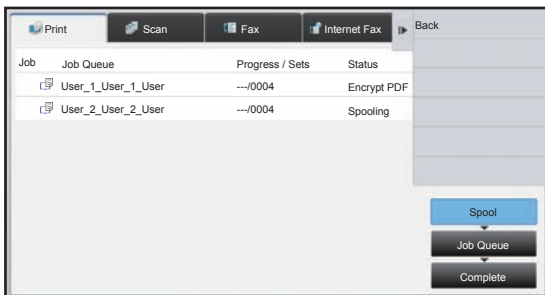 Print Scan Fax Internet Fax Back
Job Job Queue Progress / Sets Status
User_1_User_1_User ---/0004 Encrypt PDF
User_2_User_2_User ---/0004 Spooling
Spool
Job Queue
Complete